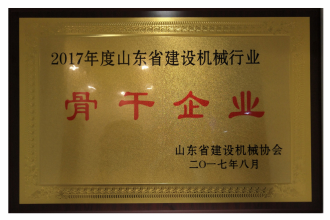 2017年度山东省建设机械行业
骨干企业
山东省建设机械协会
二〇一七年八月